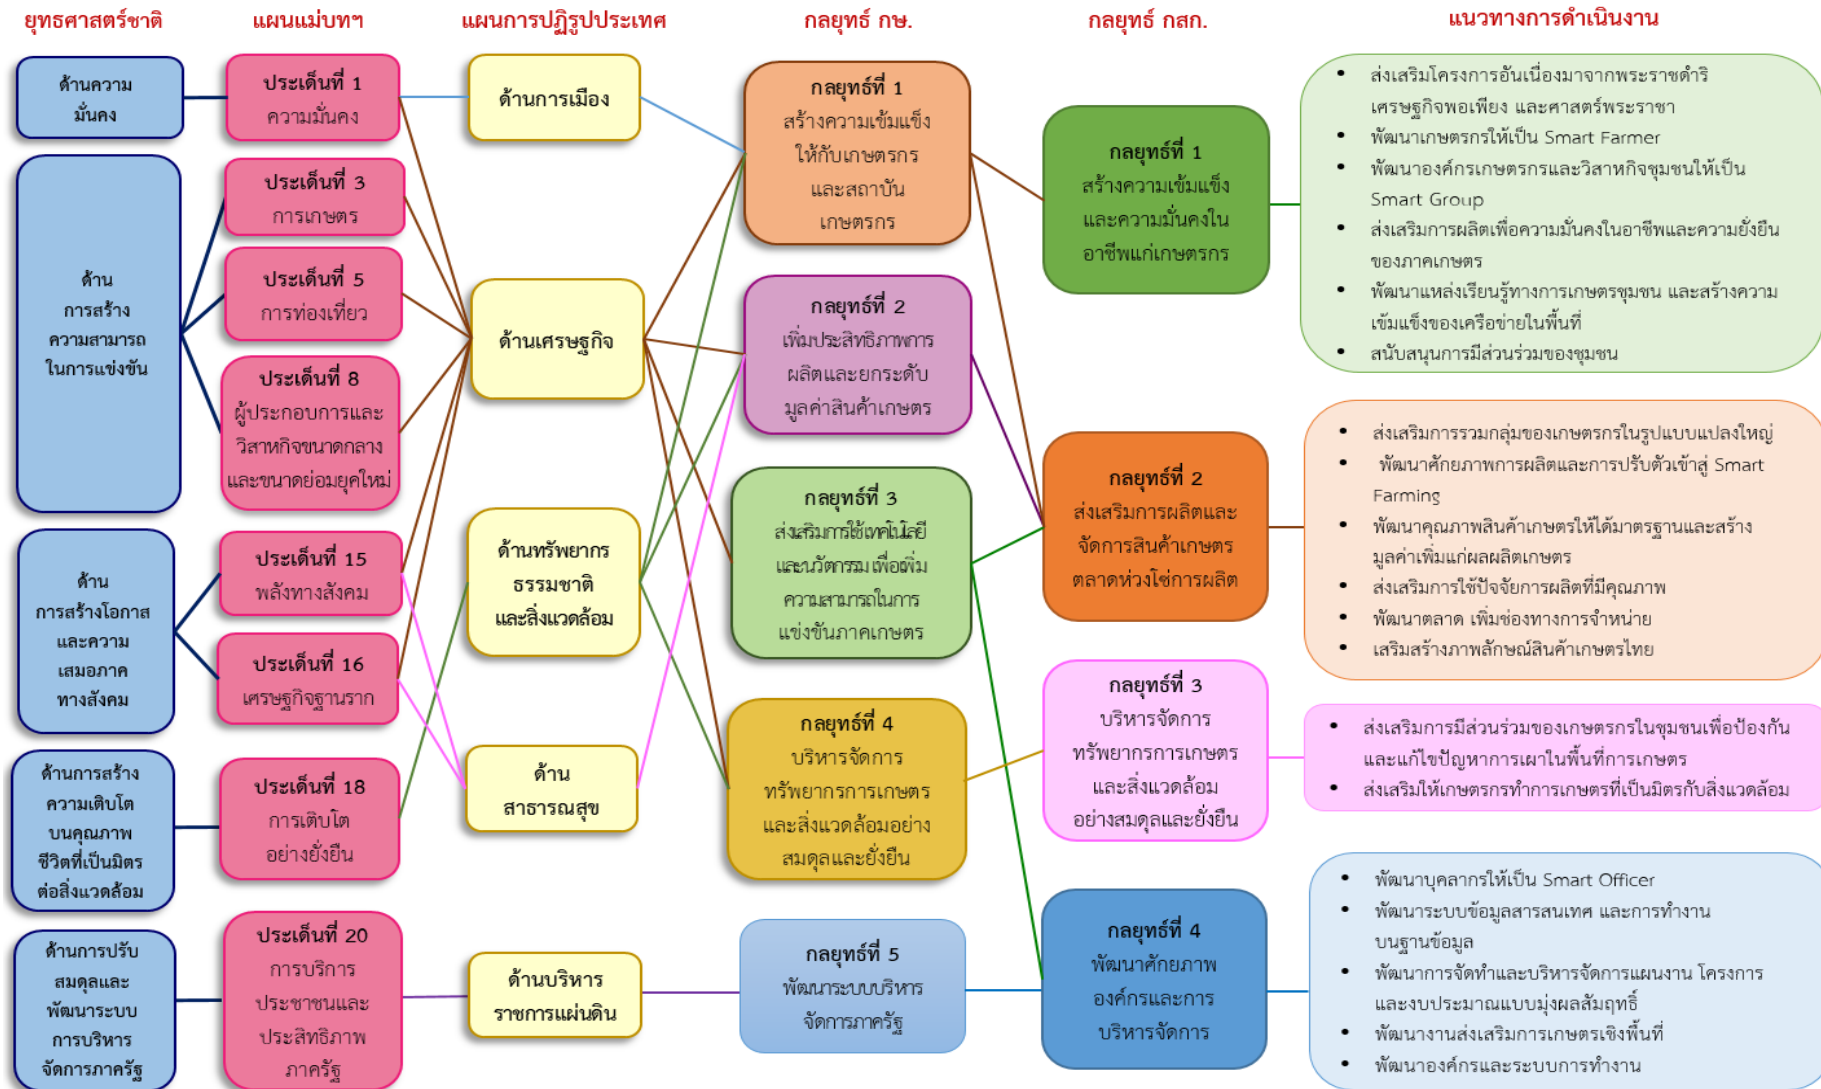 ยุทธศาสตร์ชาติ
แผนแม่บทฯ
แผนการปฏิรูปประเทศ
กลยุทธ์ กษ.
กลยุทธ์ กสก.
แนวทางการดำเนินงาน
ด้านความ
มั่นคง
ด้าน
การสร้าง
ความสามารถ
ในการแข่งขัน
ด้าน
การสร้างโอกาส
และความ
เสมอภาค
ทางสังคม
ด้านการสร้าง
ความเติบโต
บนคุณภาพ
ชีวิตที่เป็นมิตร
ต่อสิ่งแวดล้อม
ด้านการปรับ
สมดุลและ
พัฒนาระบบ
การบริหาร
จัดการภาครัฐ
ประเด็นที่ 1
ความมั่นคง
ประเด็นที่ 3
การเกษตร
ประเด็นที่ 5
การท่องเที่ยว
ประเด็นที่ 8
ผู้ประกอบการและ
วิสาหกิจขนาดกลาง
และขนาดย่อมยุคใหม่
ประเด็นที่ 15
พลังทางสังคม
ประเด็นที่ 16
เศรษฐกิจฐานราก
ประเด็นที่ 18
การเติบโต
อย่างยั่งยืน
ประเด็นที่ 20
การบริการ
ประชาชนและ
ประสิทธิภาพ
ภาครัฐ
ด้านการเมือง
ด้านเศรษฐกิจ
ด้านทรัพยากร
ธรรมชาติ
และสิ่งแวดล้อม
ด้าน
สาธารณสุข
ด้านบริหาร
ราชการแผ่นดิน
กลยุทธ์ที่ 1
สร้างความเข้มแข็ง
ให้กับเกษตรกร
และสถาบัน
เกษตรกร
กลยุทธ์ที่ 2
เพิ่มประสิทธิภาพการ
ผลิตและยกระดับ
มูลค่าสินค้าเกษตร
กลยุทธ์ที่ 3
ส่งเสริมการใช้เทคโนโลยี
และนวัตกรรม เพื่อเพิ่ม
ความสามารถในการ
แข่งขันภาคเกษตร
กลยุทธ์ที่ 4
บริหารจัดการ
ทรัพยากรการเกษตร
และสิ่งแวดล้อมอย่าง
สมดุลและยั่งยืน
กลยุทธ์ที่ 5
พัฒนาระบบบริหาร
จัดการภาครัฐ
กลยุทธ์ที่ 1
สร้างความเข้มแข็ง
และความมั่นคงใน
อาชีพแก่เกษตรกร
กลยุทธ์ที่ 2
ส่งเสริมการผลิตและ
จัดการสินค้าเกษตร
ตลาดห่วงโซ่การผลิต
กลยุทธ์ที่ 3
บริหารจัดการ
ทรัพยากรการเกษตร
และสิ่งแวดล้อม
อย่างสมดุลและยั่งยืน
กลยุทธ์ที่ 4
พัฒนาศักยภาพ
องค์กรและการ
บริหารจัดการ
• ส่งเสริมโครงการอันเนื่องมาจากพระราชดำริ
เศรษฐกิจพอเพียง และศาสตร์พระราชา
• พัฒนาเกษตรกรให้เป็น Smart Farmer
• พัฒนาองค์กรเกษตรกรและวิสาหกิจชุมชนให้เป็น
Smart Group
• ส่งเสริมการผลิตเพื่อความมั่นคงในอาชีพและความยั่งยืน
ของภาคเกษตร
• พัฒนาแหล่งเรียนรู้ทางการเกษตรชุมชน และสร้างความ
เข้มแข็งของเครือข่ายในพื้นที่
• สนับสนุนการมีส่วนร่วมของชุมชน
• ส่งเสริมการรวมกลุ่มของเกษตรกรในรูปแบบแปลงใหญ่
• พัฒนาศักยภาพการผลิตและการปรับตัวเข้าสู่ Smart
Farming
• พัฒนาคุณภาพสินค้าเกษตรให้ได้มาตรฐานและสร้าง
มูลค่าเพิ่มแก่ผลผลิตเกษตร
• ส่งเสริมการใช้ปัจจัยการผลิตที่มีคุณภาพ
• พัฒนาตลาด เพิ่มช่องทางการจำหน่าย
• เสริมสร้างภาพลักษณ์สินค้าเกษตรไทย
• ส่งเสริมการมีส่วนร่วมของเกษตรกรในชุมชนเพื่อป้องกัน
และแก้ไขปัญหาการเผาในพื้นที่การเกษตร
• ส่งเสริมให้เกษตรกรทำการเกษตรที่เป็นมิตรกับสิ่งแวดล้อม
• พัฒนาบุคลากรให้เป็น Smart Officer
• พัฒนาระบบข้อมูลสารสนเทศ และการทำงาน
บนฐานข้อมูล
• พัฒนาการจัดทำและบริหารจัดการแผนงาน โครงการ
และงบประมาณแบบมุ่งผลสัมฤทธิ์
• พัฒนางานส่งเสริมการเกษตรเชิงพื้นที่
• พัฒนาองค์กรและระบบการทำงาน